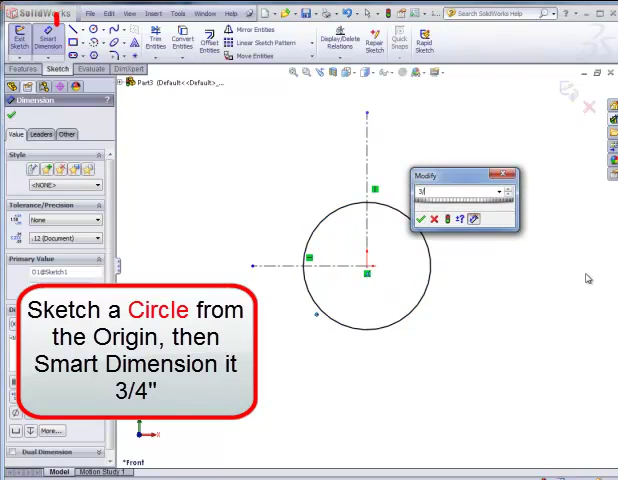 SolidWorks
File Edit View Insert Tools Window Help
Search SolidWorks Help
Exit Sketch
Smart Dimension
Trim Entities
Convert Entities
Offset Entities
Mirror Entities
Linear Sketch Pattern
Move Entities
Display/Delete Relations
Repair Sketch
Quick Snaps
Rapid Sketch
Features Sketch Evaluate DimXpert
Part3 (Default<<Default>_...
Dimension
?
Value Leaders Other
Style
<NONE>
Tolerance/Precision
None
.12 (Document)
Primary Value
D1@Sketch1
More...
Dual Dimension
Modify
3/
±?
Sketch a Circle from
the Origin, then
Smart Dimension it
3/4"
X
*Front
Model Motion Study 1